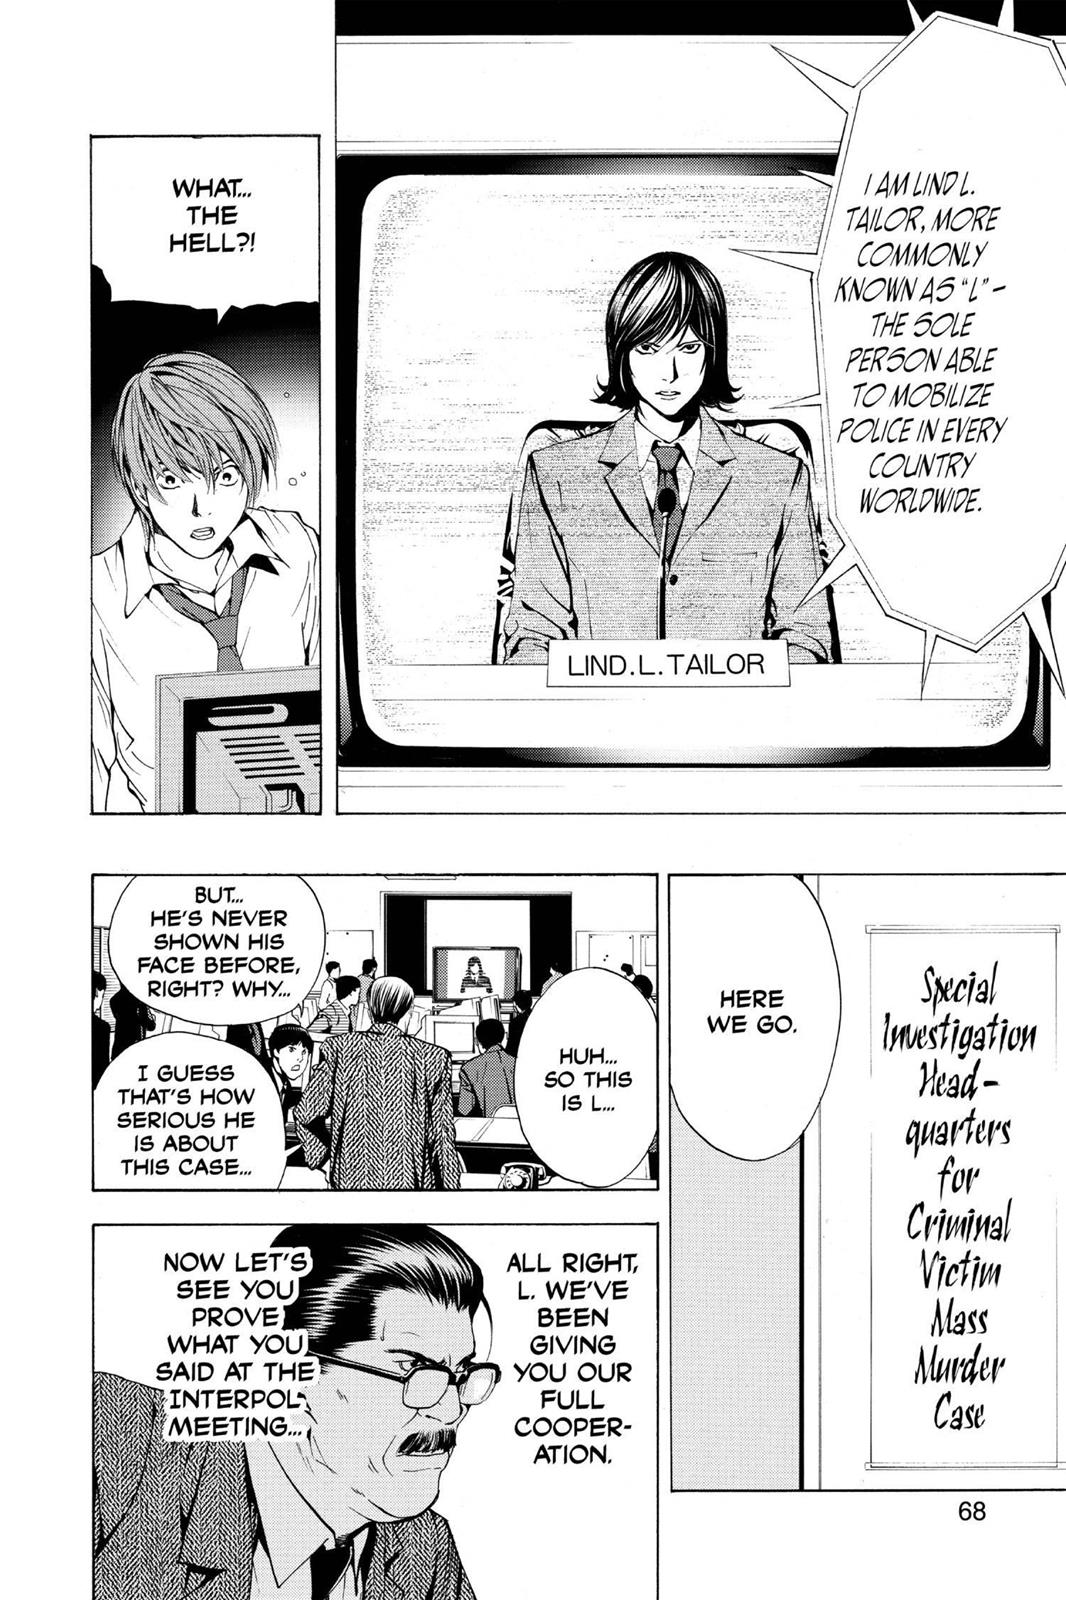 I AM LIND L.
TAILOR, MORE
COMMONLY
KNOWN AS "L" –
THE SOLE
PERSON ABLE
TO MOBILIZE
POLICE IN EVERY
COUNTRY
WORLDWIDE.
LIND.L.TAILOR
WHAT...
THE
HELL?!
Special
Investigation
Head-
quarters
for
Criminal
Victim
Mass
Murder
Case
HERE
WE GO.
HUH...
SO THIS
IS L...
BUT...
HE'S NEVER
SHOWN HIS
FACE BEFORE,
RIGHT? WHY...
I GUESS
THAT'S HOW
SERIOUS HE
IS ABOUT
THIS CASE...
ALL RIGHT,
L. WE'VE
BEEN
GIVING
YOU OUR
FULL
COOPER-
ATION.
NOW LET'S
SEE YOU
PROVE
WHAT YOU
SAID AT THE
INTERPOL
MEETING...
68